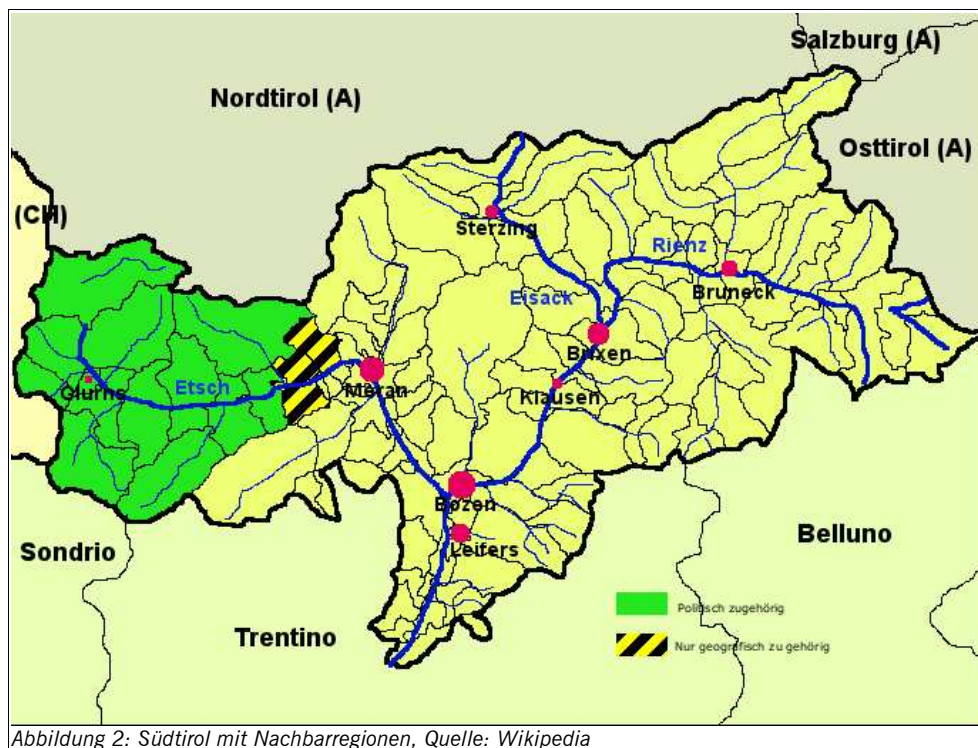 Salzburg (A)
Nordtirol (A)
Osttirol (A)
(CH)
Sterzing
Rienz
Bruneck
Eisack
Brixen
Etsch
Glurns
Meran
Klausen
Bozen
Leifers
Sondrio
Belluno
Trentino
Politisch zugehörig
Nur geografisch zu gehörig
Abbildung 2: Südtirol mit Nachbarregionen, Quelle: Wikipedia